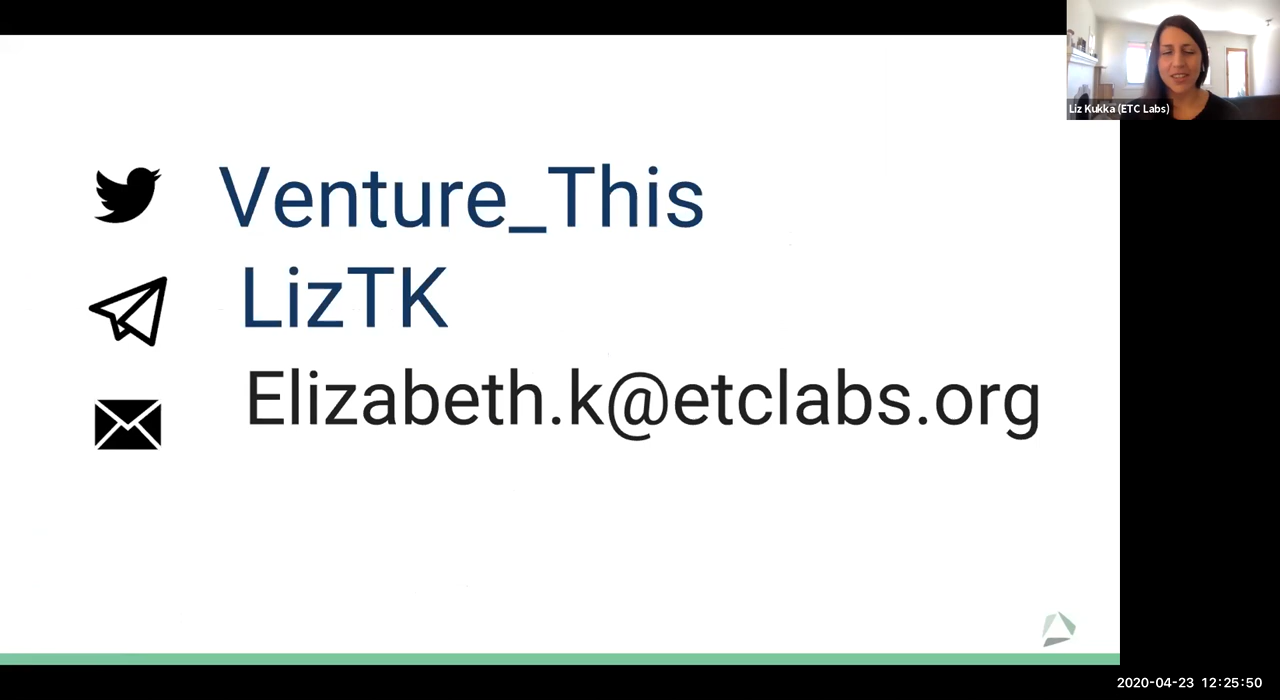 Liz Kukka (ETC Labs)
Venture_This
LizTK
Elizabeth.k@etclabs.org
2020-04-23 12:25:50